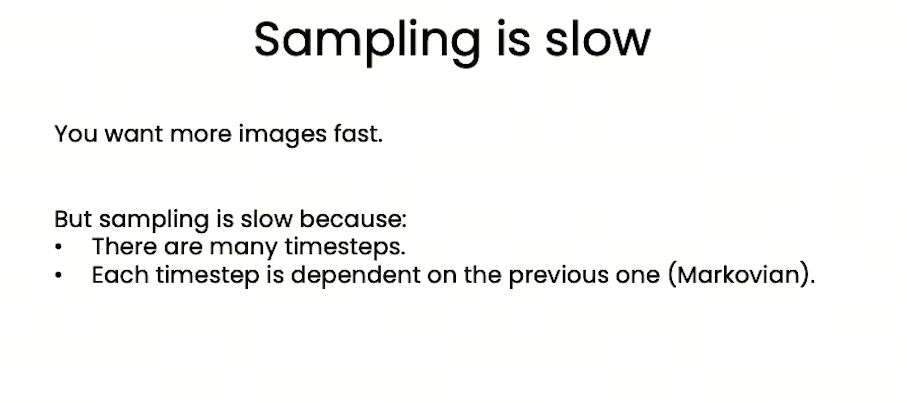 Sampling is slow
You want more images fast.
But sampling is slow because:
• There are many timesteps.
• Each timestep is dependent on the previous one (Markovian).